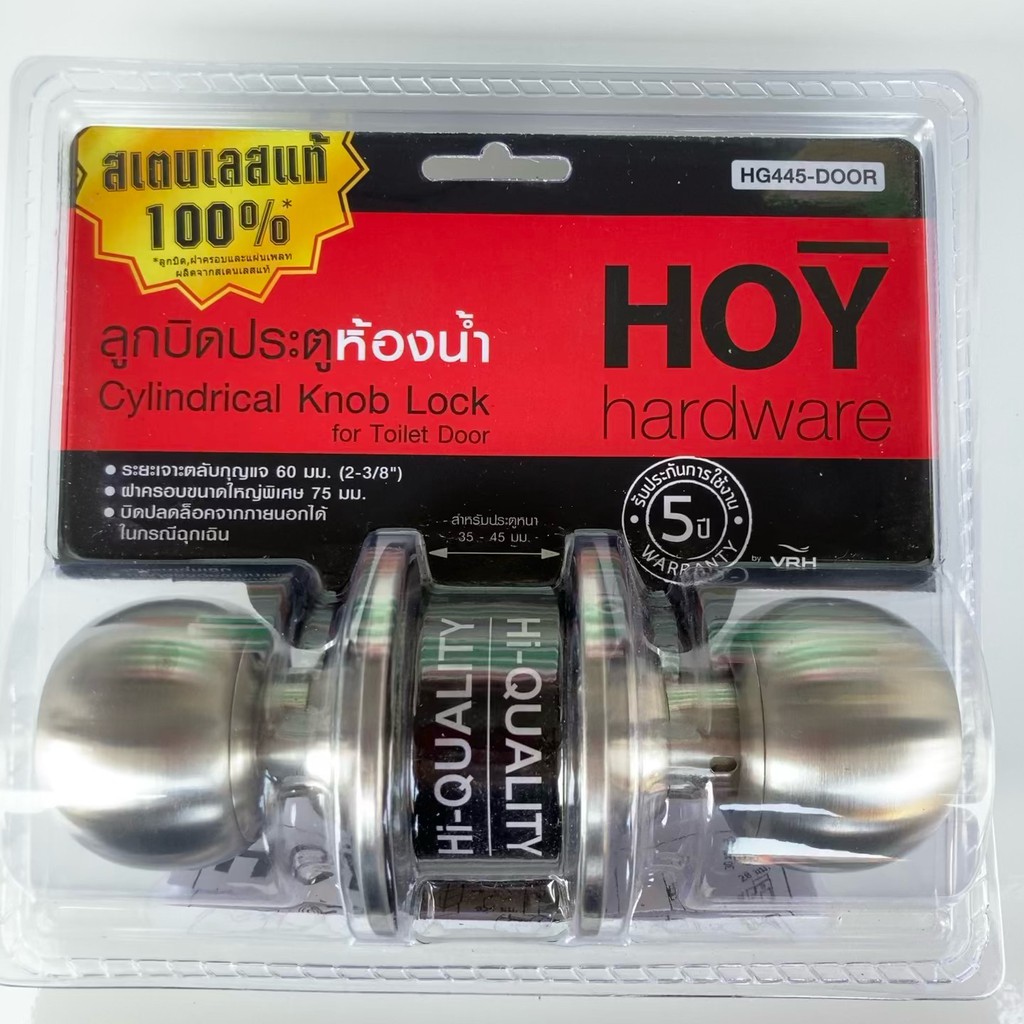 สเตนเลสแท้
100%*
*ลูกบิด,ฝาครอบและแผ่นเพลท
ผลิตจากสเตนเลสแท้
HG445-DOOR
HOY
hardware
ลูกบิดประตูห้องน้ำ
Cylindrical Knob Lock
for Toilet Door
• ระยะเจาะตลับกุญแจ 60 มม. (2-3/8")
• ฝาครอบขนาดใหญ่พิเศษ 75 มม.
• บิดปลดล็อคจากภายนอกได้
ในกรณีฉุกเฉิน
สำหรับประตูหนา
35 - 45 มม.
รับประกันการใช้งาน
5 ปี
WARRANTY
by VRH
Hi-QUALITY
Hi-QUALITY